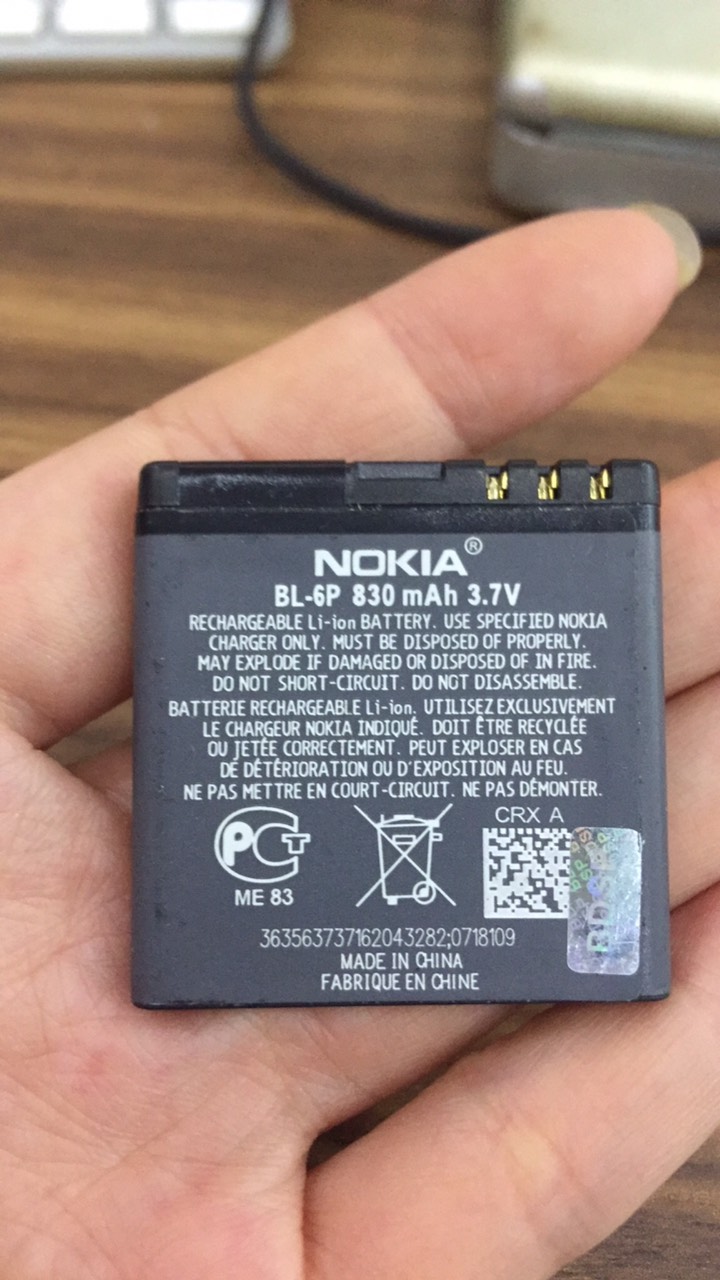 NOKIA®
BL-6P 830 mAh 3.7V
RECHARGEABLE Li-ion BATTERY. USE SPECIFIED NOKIA
CHARGER ONLY. MUST BE DISPOSED OF PROPERLY.
MAY EXPLODE IF DAMAGED OR DISPOSED OF IN FIRE.
DO NOT SHORT-CIRCUIT. DO NOT DISASSEMBLE.
BATTERIE RECHARGEABLE Li-ion. UTILISEZ EXCLUSIVEMENT
LE CHARGEUR NOKIA INDIQUÉ. DOIT ÊTRE RECYCLÉE
OU JETÉE CORRECTEMENT. PEUT EXPLOSER EN CAS
DE DÉTÉRIORATION OU D'EXPOSITION AU FEU.
NE PAS METTRE EN COURT-CIRCUIT. NE PAS DÉMONTER.
CRX A
РСТ
ME 83
363563737162043282;0718109
MADE IN CHINA
FABRIQUE EN CHINE